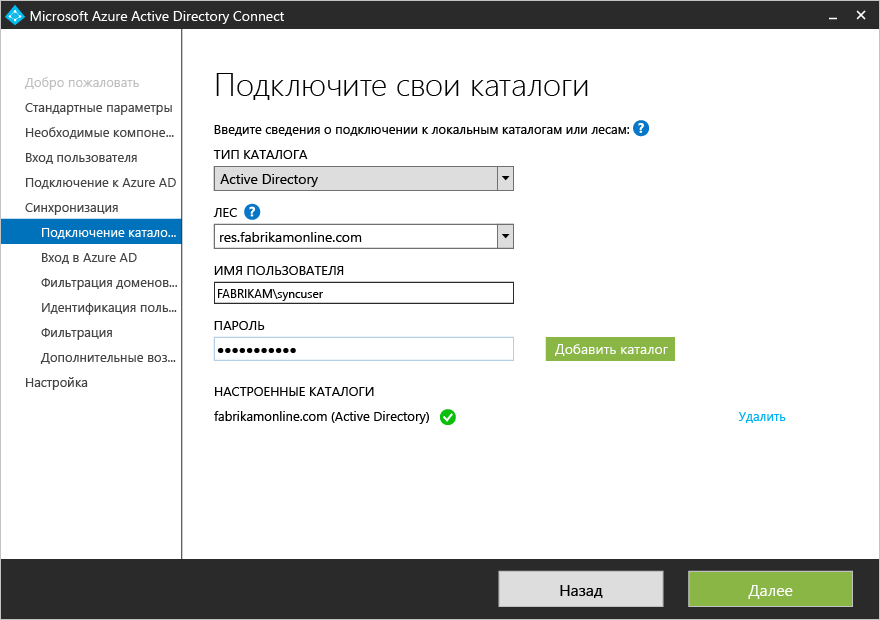 Microsoft Azure Active Directory Connect
Добро пожаловать
Стандартные параметры
Необходимые компоне...
Вход пользователя
Подключение к Azure AD
Синхронизация
Подключение катало...
Вход в Azure AD
Фильтрация доменов...
Идентификация поль...
Фильтрация
Дополнительные воз...
Настройка
Подключите свои каталоги
Введите сведения о подключении к локальным каталогам или лесам: ?
ТИП КАТАЛОГА
Active Directory
ЛЕС ?
res.fabrikamonline.com
ИМЯ ПОЛЬЗОВАТЕЛЯ
FABRIKAM\syncuser
ПАРОЛЬ
●●●●●●●●●●●
Добавить каталог
НАСТРОЕННЫЕ КАТАЛОГИ
fabrikamonline.com (Active Directory)
Удалить
Назад
Далее